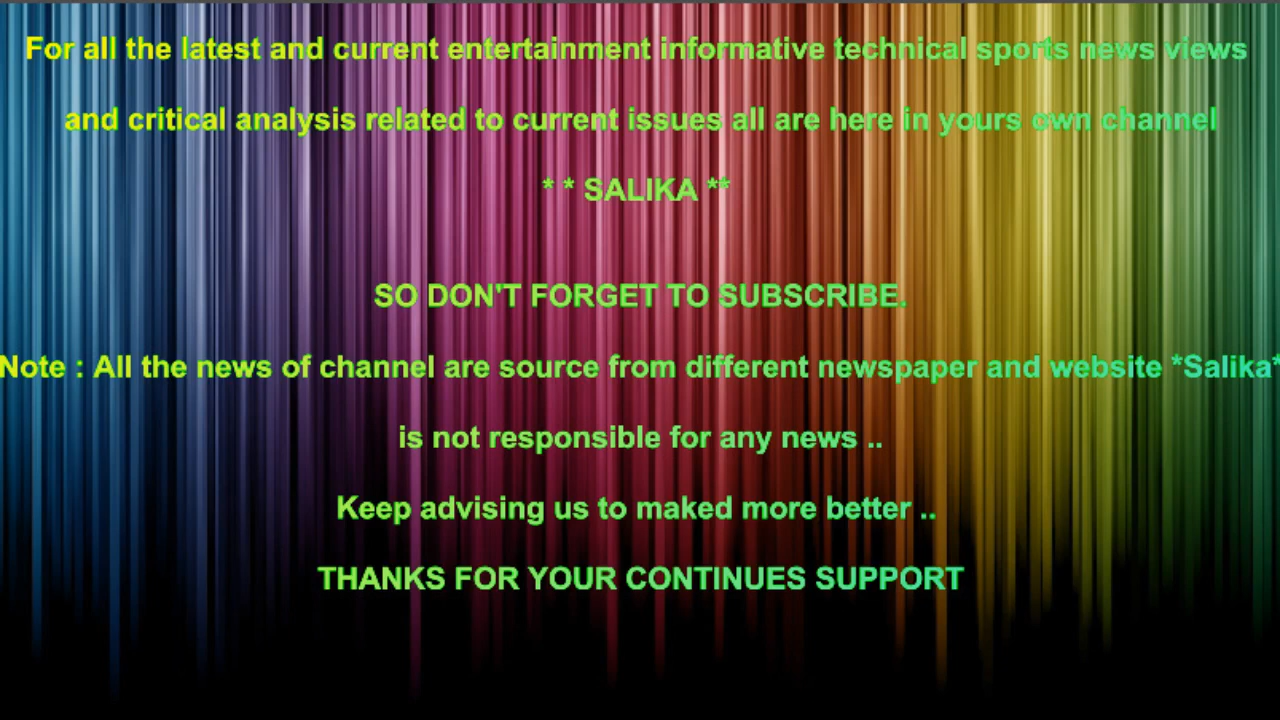 For all the latest and current entertainment informative technical sports news views
and critical analysis related to current issues all are here in yours own channel
* * SALIKA **
SO DON'T FORGET TO SUBSCRIBE.
Note : All the news of channel are source from different newspaper and website *Salika*
is not responsible for any news ..
Keep advising us to maked more better ..
THANKS FOR YOUR CONTINUES SUPPORT